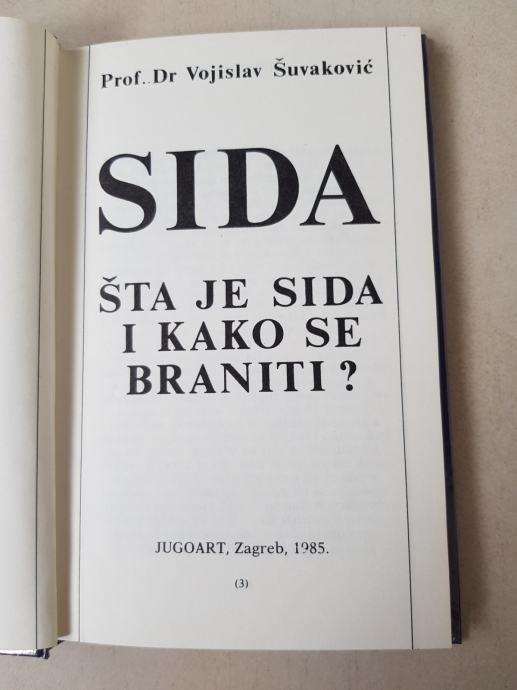 Prof. Dr Vojislav Šuvaković
SIDA
ŠTA JE SIDA
I KAKO SE
BRANITI?
JUGOART, Zagreb, 1985.
(3)